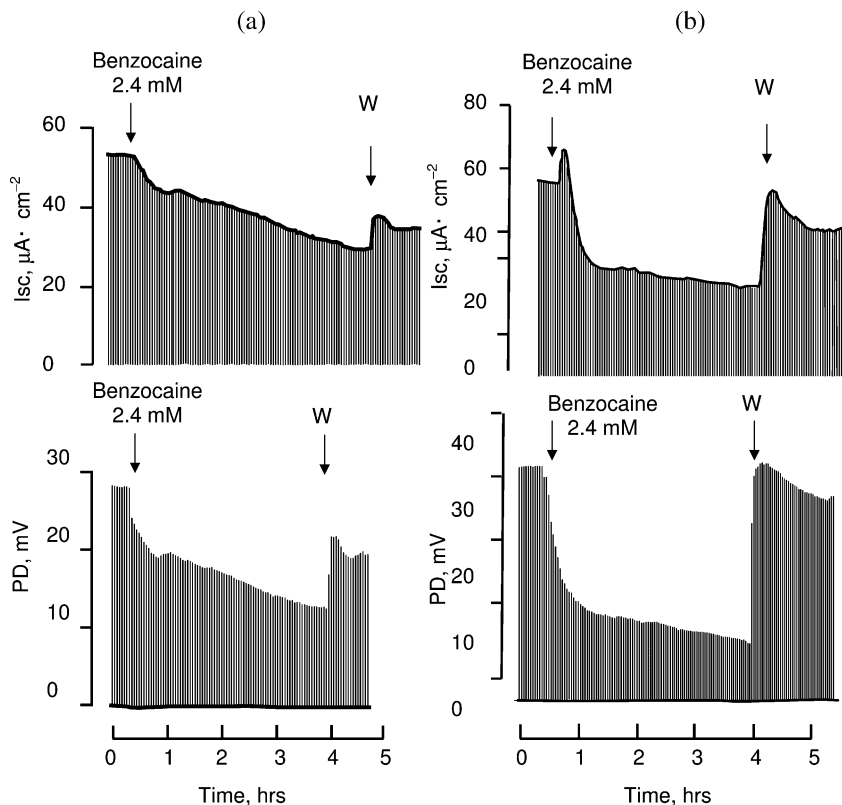 (a)
Benzocaine
2.4 mM
W
60
40
20
0
Isc, µA· cm⁻²
(b)
Benzocaine
2.4 mM
W
80
60
40
20
0
Isc, µA· cm⁻²
Benzocaine
2.4 mM
W
30
20
10
0
PD, mV
0 1 2 3 4 5
Time, hrs
Benzocaine
2.4 mM
W
40
30
20
10
0
PD, mV
0 1 2 3 4 5
Time, hrs